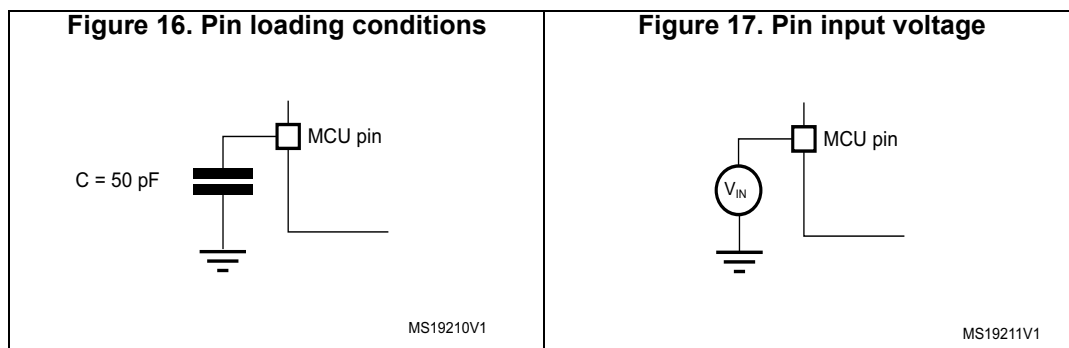 Figure 16. Pin loading conditions
MCU pin
C = 50 pF
MS19210V1
Figure 17. Pin input voltage
MCU pin
VIN
MS19211V1